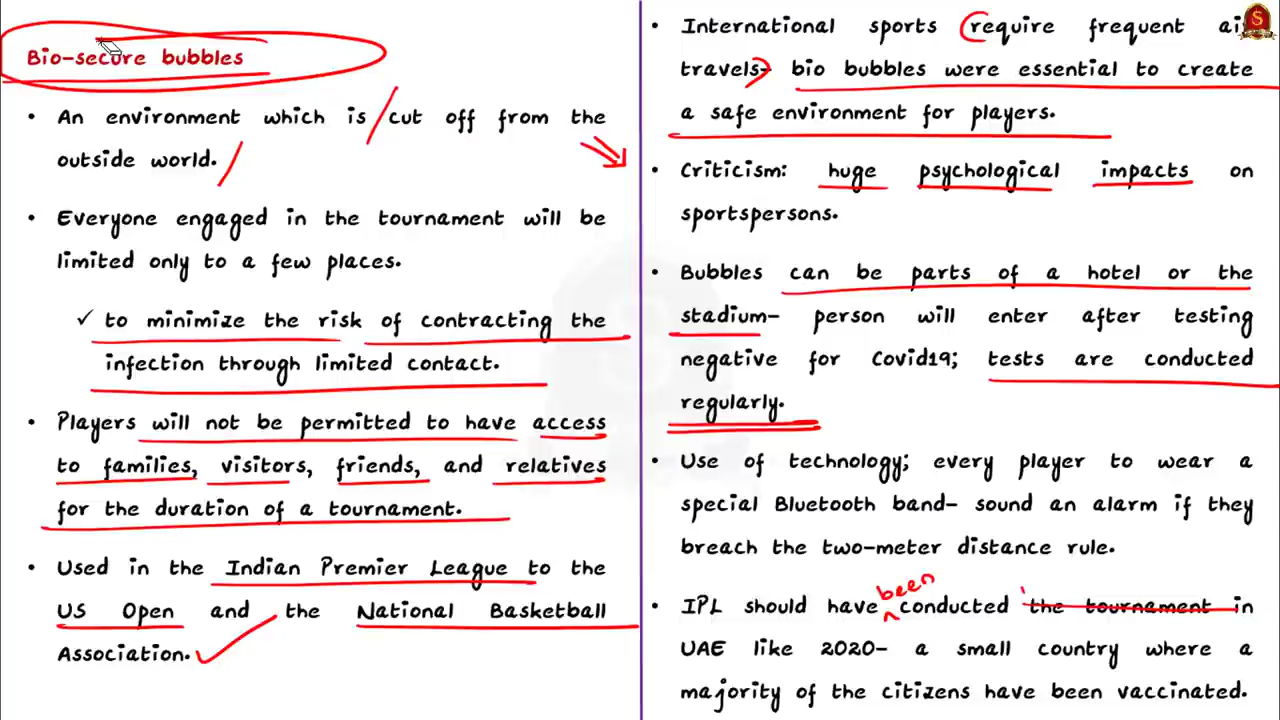 Bio-secure bubbles
• An environment which is cut off from the
outside world.
• Everyone engaged in the tournament will be
limited only to a few places.
✓ to minimize the risk of contracting the
infection through limited contact.
• Players will not be permitted to have access
to families, visitors, friends, and relatives
for the duration of a tournament.
• Used in the Indian Premier League to the
US Open and the National Basketball
Association.
• International sports require frequent air
travels- bio bubbles were essential to create
a safe environment for players.
• Criticism: huge psychological impacts on
sportspersons.
• Bubbles can be parts of a hotel or the
stadium- person will enter after testing
negative for Covid19; tests are conducted
regularly.
• Use of technology; every player to wear a
special Bluetooth band- sound an alarm if they
breach the two-meter distance rule.
• IPL should have been conducted the tournament in
UAE like 2020- a small country where a
majority of the citizens have been vaccinated.